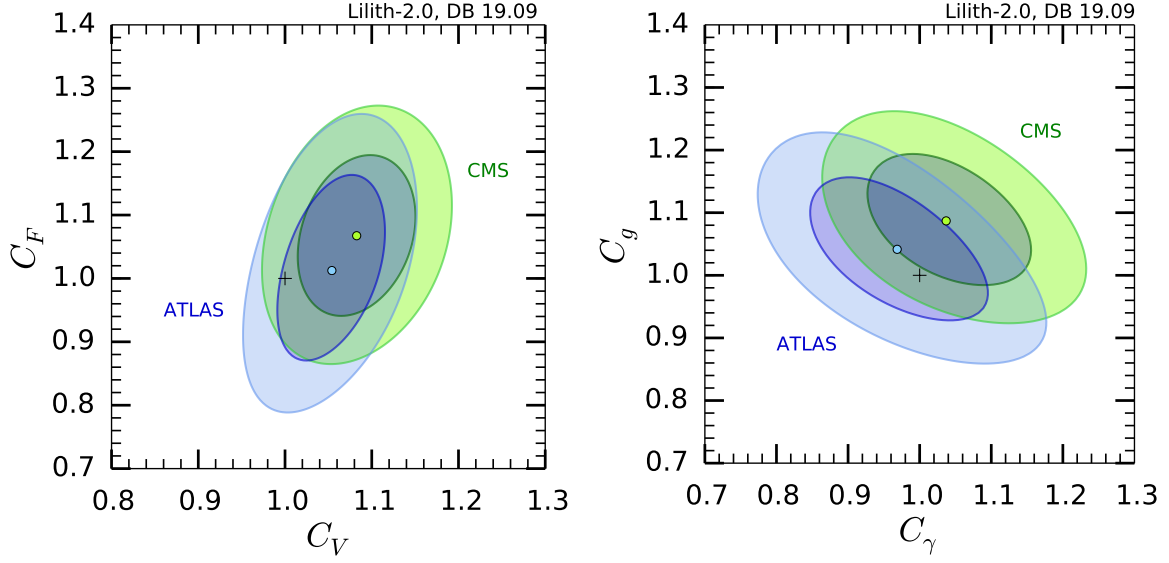 Lilith-2.0, DB 19.09
1.4
1.3
1.2
1.1
1.0
0.9
0.8
0.7
C_F
CMS
ATLAS
0.8 0.9 1.0 1.1 1.2 1.3
C_V
Lilith-2.0, DB 19.09
1.4
1.3
1.2
1.1
1.0
0.9
0.8
0.7
C_g
CMS
ATLAS
0.7 0.8 0.9 1.0 1.1 1.2 1.3
C_γ